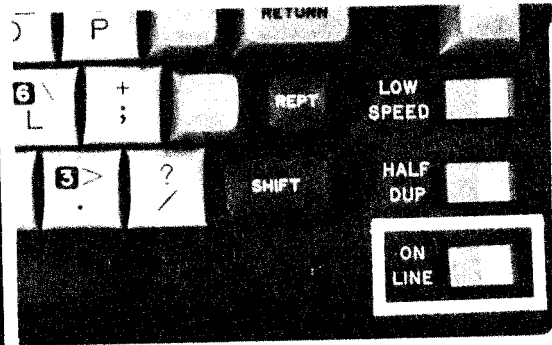 RETURN
P
6 \
L
+
;
REPT
LOW
SPEED
3 >
.
?
/
SHIFT
HALF
DUP
ON
LINE